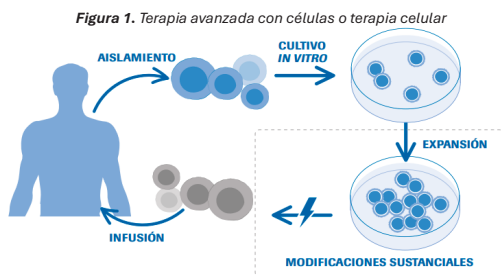 Figura 1. Terapia avanzada con células o terapia celular
AISLAMIENTO
CULTIVO
IN VITRO
EXPANSIÓN
INFUSIÓN
MODIFICACIONES SUSTANCIALES